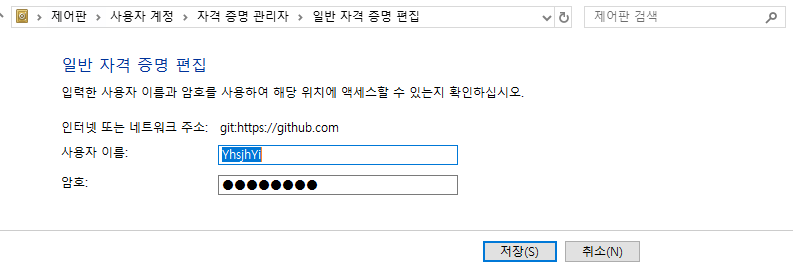 제어판 > 사용자 계정 > 자격 증명 관리자 > 일반 자격 증명 편집
제어판 검색
일반 자격 증명 편집
입력한 사용자 이름과 암호를 사용하여 해당 위치에 액세스할 수 있는지 확인하십시오.
인터넷 또는 네트워크 주소: git:https://github.com
사용자 이름: YhsjhYi
암호: ●●●●●●●●
저장(S) 취소(N)